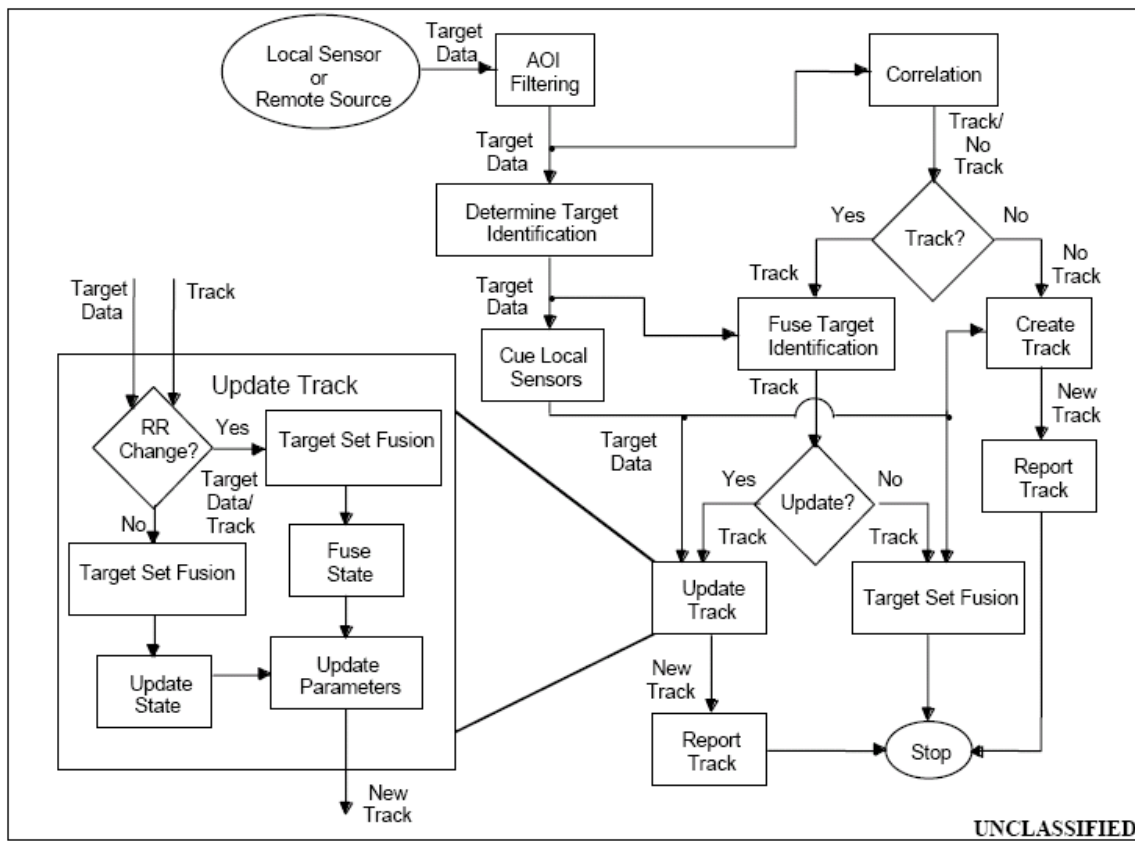 Local Sensor
or
Remote Source
Target
Data
AOI
Filtering
Correlation
Target
Data
Track/
No
Track
Determine Target
Identification
Yes
Track?
No
Track
No
Track
Target
Data
Fuse Target
Identification
Create
Track
Cue Local
Sensors
Track
New
Track
Target
Data
Report
Track
Yes
Update?
No
Track
Track
Update
Track
Target Set Fusion
New
Track
Report
Track
Stop
Target
Data
Track
Update Track
RR
Change?
Yes
Target Set Fusion
Target
Data/
Track
No
Target Set Fusion
Fuse
State
Update
State
Update
Parameters
New
Track
UNCLASSIFIED